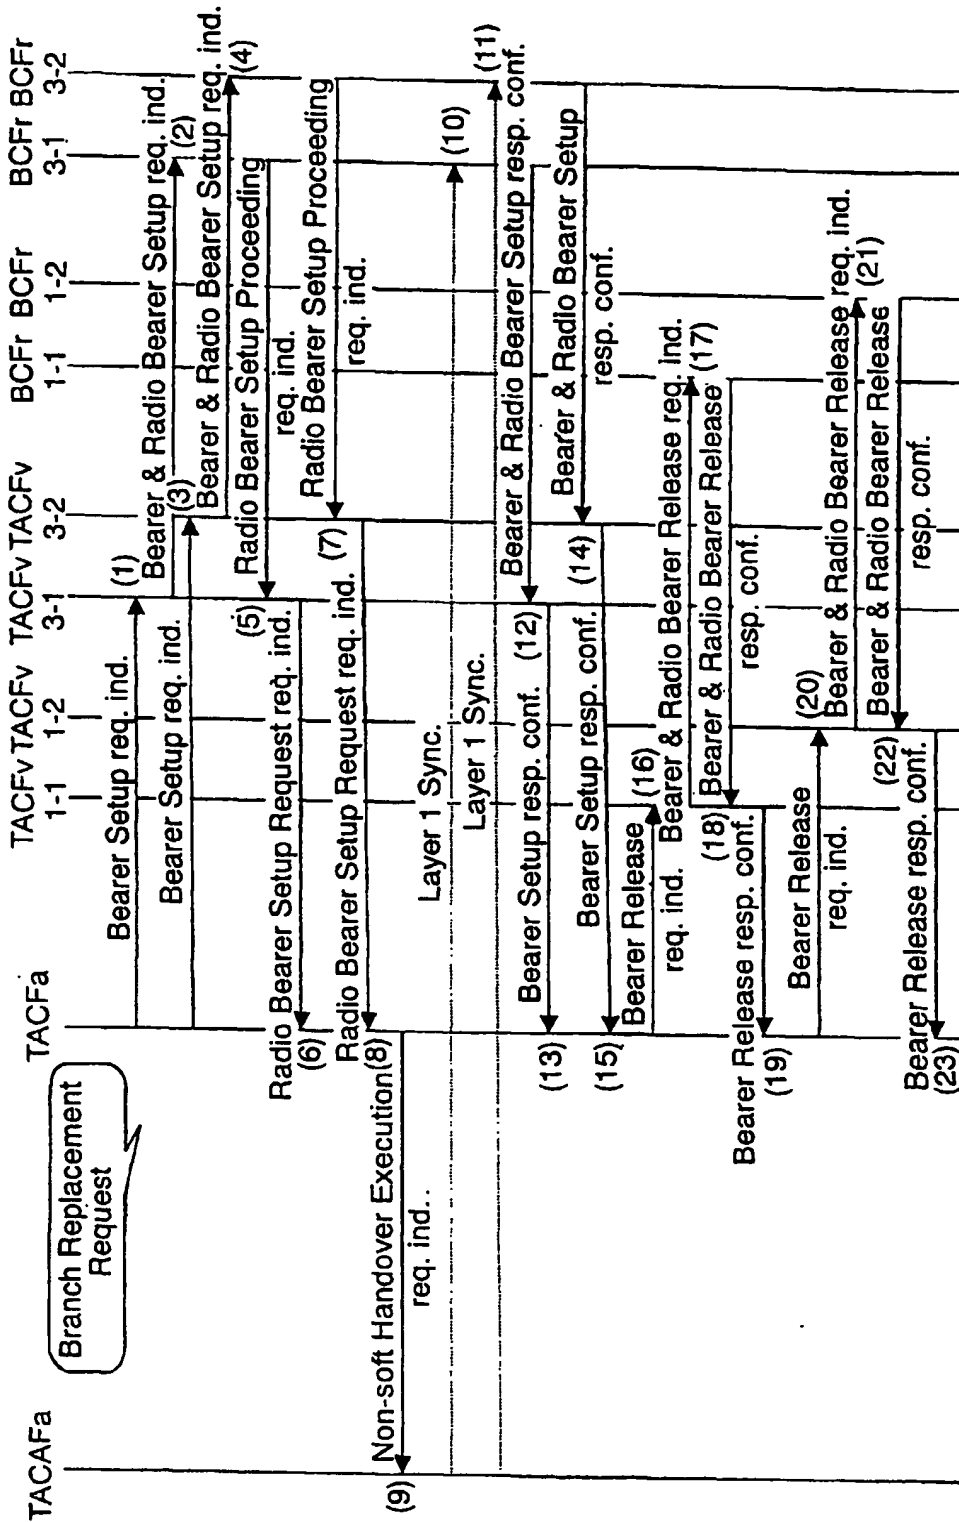 TACAFa
TACFa
TACFv TACFv TACFv TACFv
1-1
1-2
3-1
3-2
BCFr BCFr
1-1
1-2
BCFr BCFr
3-1
3-2
Branch Replacement
Request
Bearer Setup req. ind.
(1)
Bearer & Radio Bearer Setup req. ind.
(2)
Bearer Setup req. ind.
(3)
Bearer & Radio Bearer Setup req. ind.
(4)
Radio Bearer Setup Proceeding
req. ind.
(5)
Radio Bearer Setup Request req. ind.
(6)
Radio Bearer Setup Proceeding
req. ind.
(7)
Radio Bearer Setup Request req. ind.
(8)
Non-soft Handover Execution
req. ind..
(9)
Layer 1 Sync.
(10)
Layer 1 Sync.
(11)
Bearer & Radio Bearer Setup resp. conf.
(12)
Bearer Setup resp. conf.
(13)
Bearer & Radio Bearer Setup
resp. conf.
(14)
Bearer Setup resp. conf.
(15)
Bearer Release
req. ind.
(16)
Bearer & Radio Bearer Release req. ind.
(17)
Bearer & Radio Bearer Release
resp. conf.
(18)
Bearer Release resp. conf.
(19)
Bearer Release
req. ind.
(20)
Bearer & Radio Bearer Release req. ind.
(21)
Bearer & Radio Bearer Release
resp. conf.
(22)
Bearer Release resp. conf.
(23)